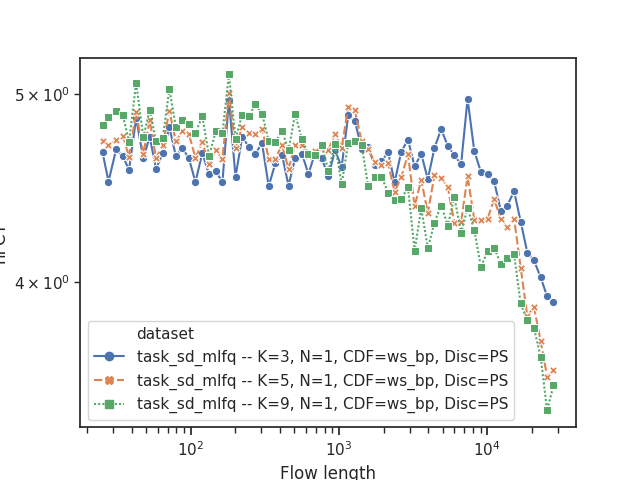 5 × 10⁰
4 × 10⁰
dataset
task_sd_mlfq -- K=3, N=1, CDF=ws_bp, Disc=PS
task_sd_mlfq -- K=5, N=1, CDF=ws_bp, Disc=PS
task_sd_mlfq -- K=9, N=1, CDF=ws_bp, Disc=PS
10² 10³ 10⁴
Flow length